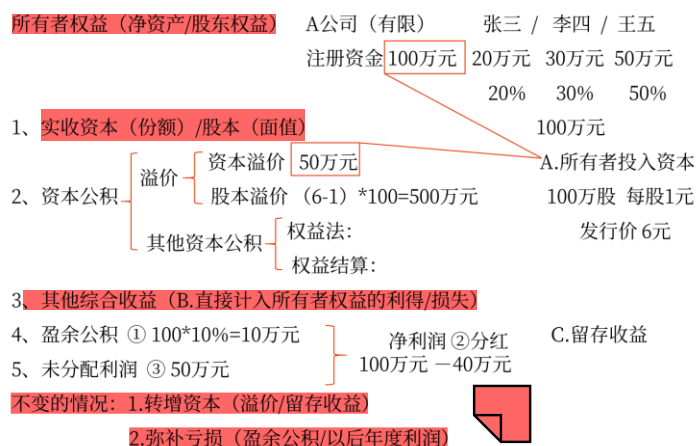 所有者权益（净资产/股东权益） A公司（有限） 张三 / 李四 / 王五
注册资金 100万元 20万元 30万元 50万元
20% 30% 50%
1、实收资本（份额）/股本（面值） 100万元
资本溢价 50万元 A.所有者投入资本
溢价
2、资本公积 股本溢价 （6-1）*100=500万元 100万股 每股1元
其他资本公积 权益法： 发行价 6元
权益结算：
3、其他综合收益（B.直接计入所有者权益的利得/损失）
4、盈余公积 ① 100*10%=10万元 净利润 ②分红 C.留存收益
5、未分配利润 ③ 50万元 100万元 －40万元
不变的情况：1.转增资本（溢价/留存收益）
2.弥补亏损（盈余公积/以后年度利润）